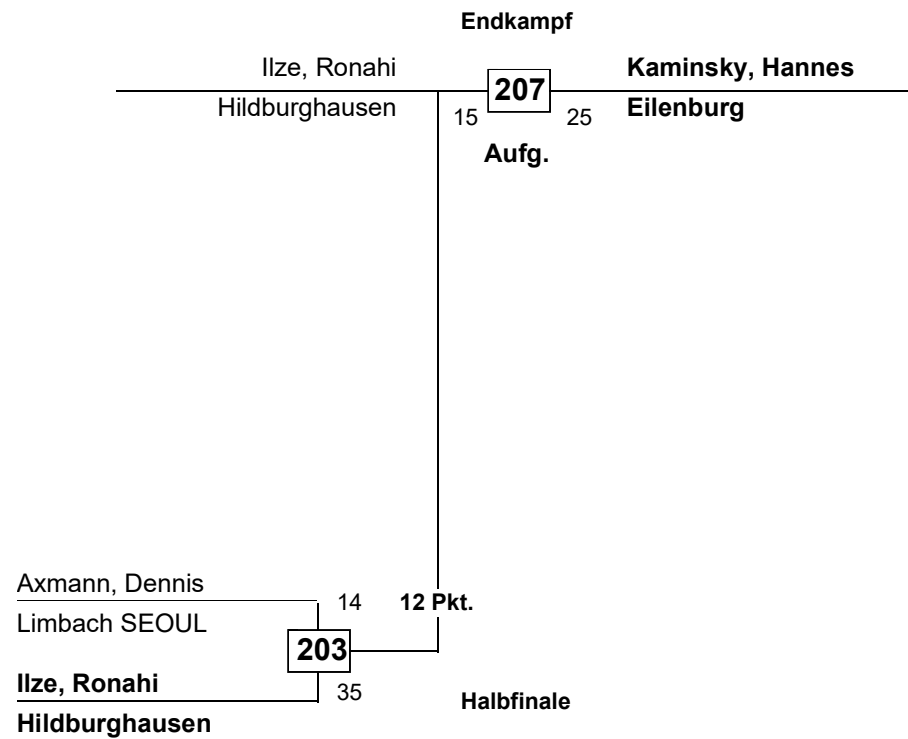 Endkampf
Ilze, Ronahi
Hildburghausen
15
207
25
Aufg.
Kaminsky, Hannes
Eilenburg
Axmann, Dennis
Limbach SEOUL
14
12 Pkt.
203
Ilze, Ronahi
Hildburghausen
35
Halbfinale